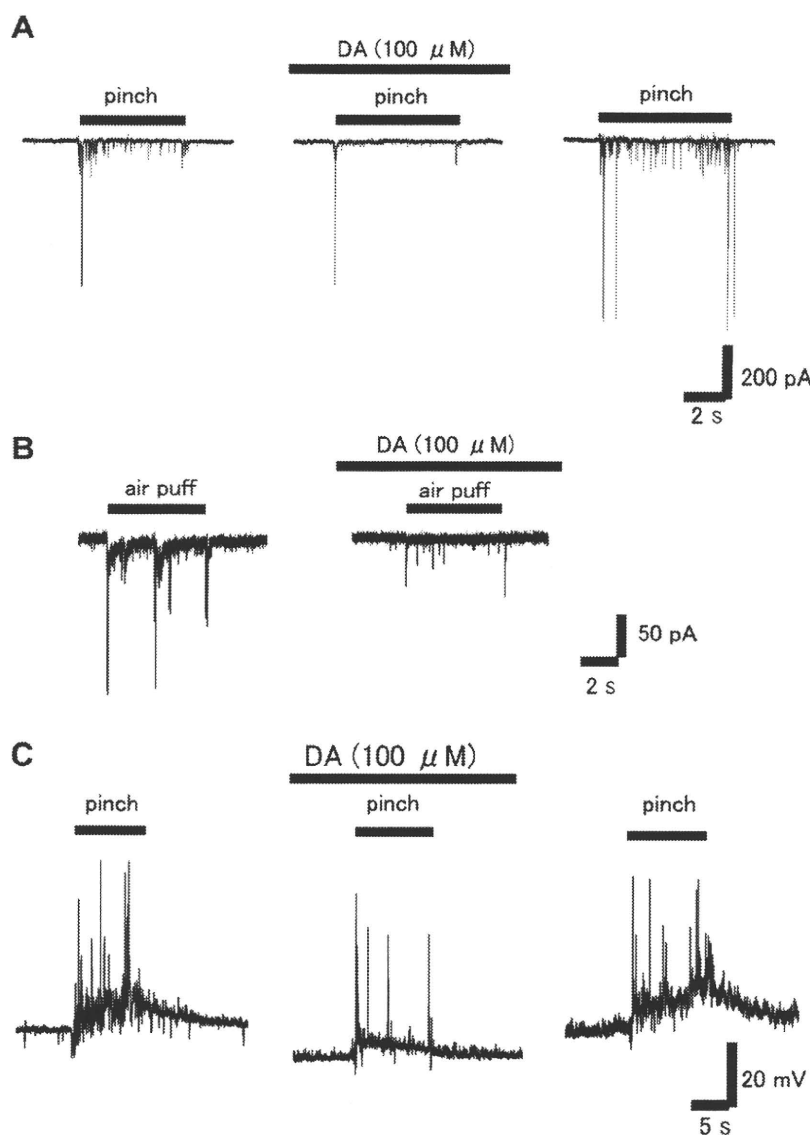 A
DA (100 μM)
pinch
pinch
pinch
200 pA
2 s
B
DA (100 μM)
air puff
air puff
50 pA
2 s
C
DA (100 μM)
pinch
pinch
pinch
20 mV
5 s